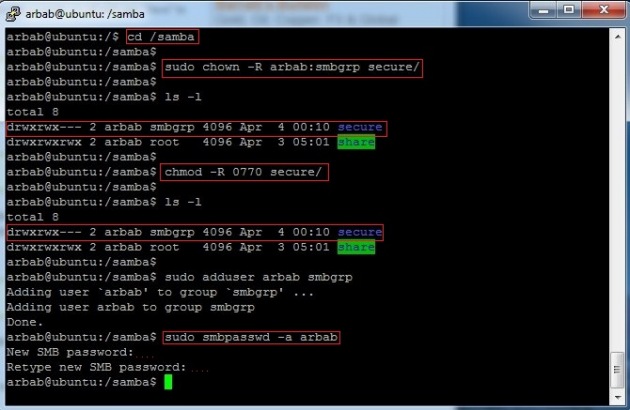 arbab@ubuntu: /samba
arbab@ubuntu:/$ cd /samba
arbab@ubuntu:/samba$
arbab@ubuntu:/samba$ sudo chown -R arbab:smbgrp secure/
arbab@ubuntu:/samba$
arbab@ubuntu:/samba$ ls -l
total 8
drwxrwx--- 2 arbab smbgrp 4096 Apr  4 00:10 secure
drwxrwxrwx 2 arbab root   4096 Apr  3 05:01 share
arbab@ubuntu:/samba$
arbab@ubuntu:/samba$ chmod -R 0770 secure/
arbab@ubuntu:/samba$
arbab@ubuntu:/samba$ ls -l
total 8
drwxrwx--- 2 arbab smbgrp 4096 Apr  4 00:10 secure
drwxrwxrwx 2 arbab root   4096 Apr  3 05:01 share
arbab@ubuntu:/samba$
arbab@ubuntu:/samba$ sudo adduser arbab smbgrp
Adding user `arbab' to group `smbgrp' ...
Adding user arbab to group smbgrp
Done.
arbab@ubuntu:/samba$ sudo smbpasswd -a arbab
New SMB password:....
Retype new SMB password:....
arbab@ubuntu:/samba$